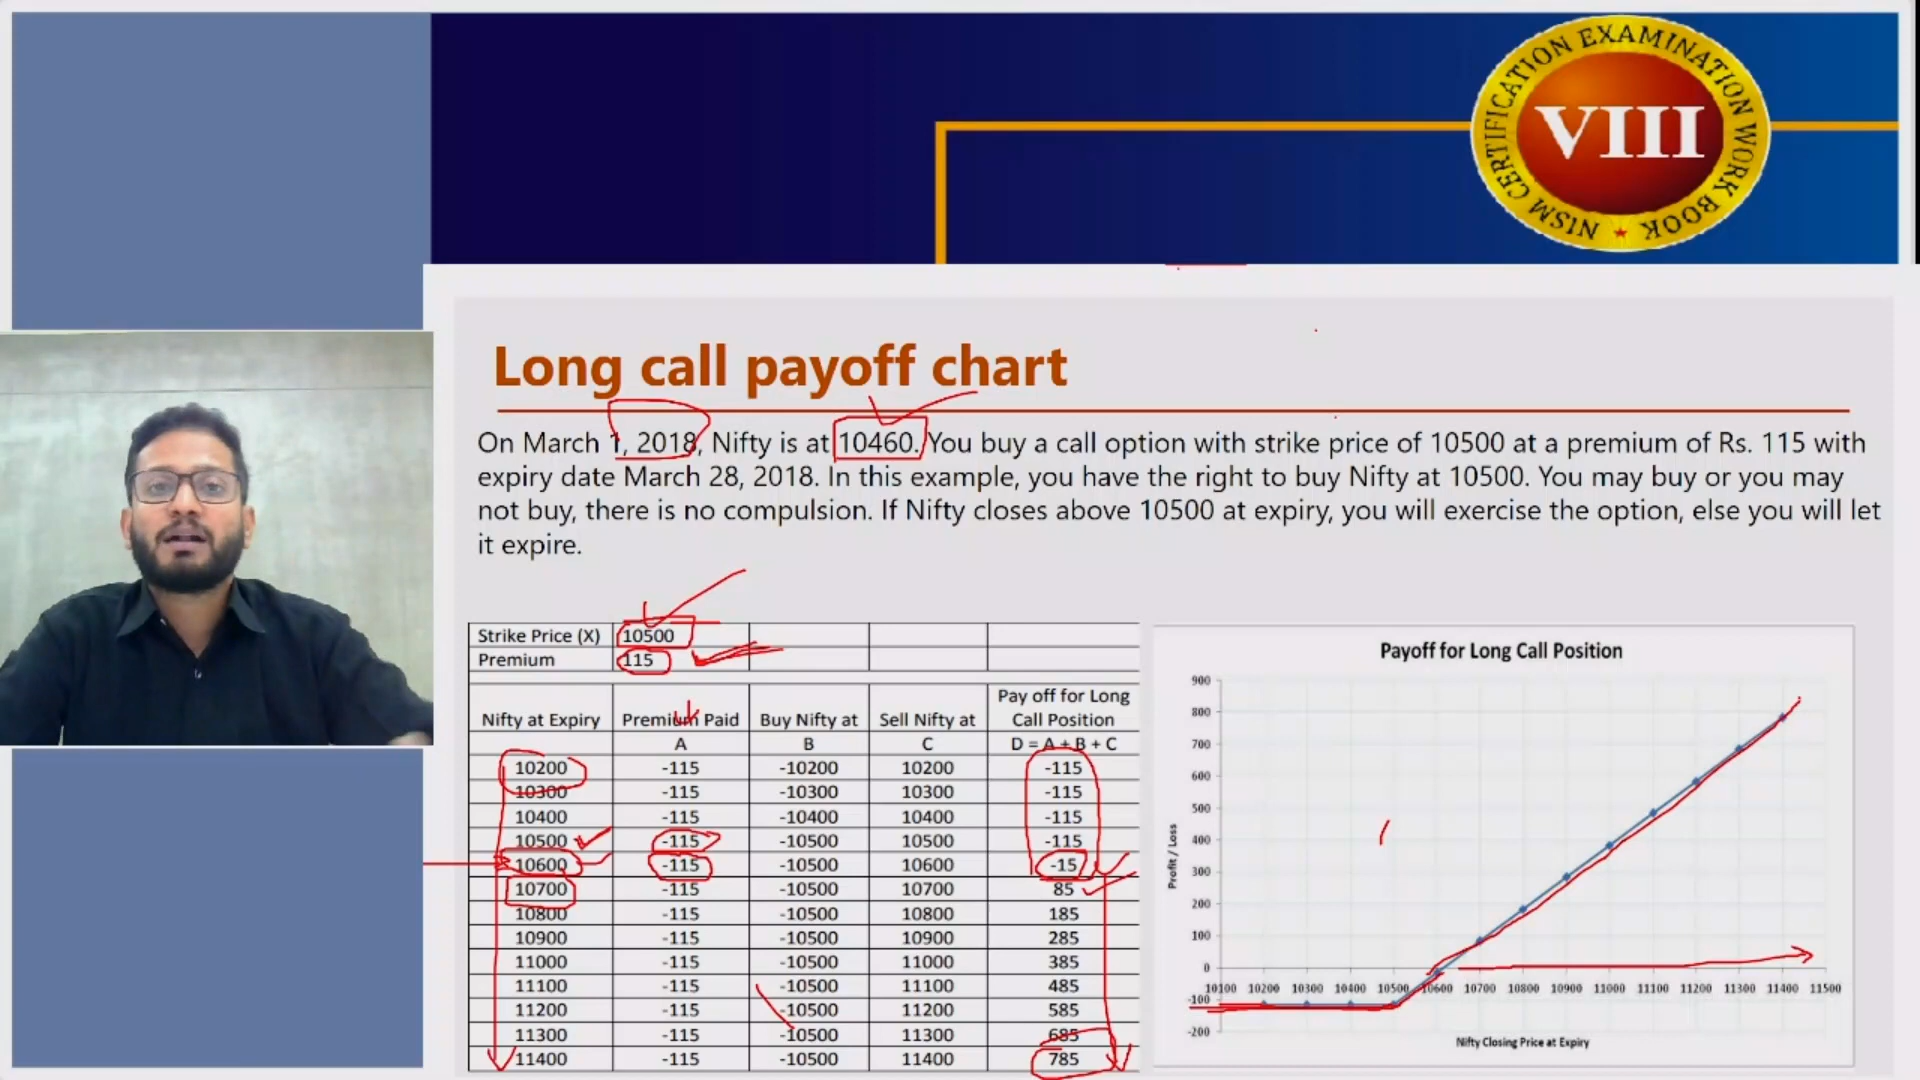 NISM CERTIFICATION EXAMINATION WORK BOOK
VIII
Long call payoff chart
On March 1, 2018, Nifty is at 10460. You buy a call option with strike price of 10500 at a premium of Rs. 115 with
expiry date March 28, 2018. In this example, you have the right to buy Nifty at 10500. You may buy or you may
not buy, there is no compulsion. If Nifty closes above 10500 at expiry, you will exercise the option, else you will let
it expire.
Strike Price (X) 10500
Premium 115
Pay off for Long
Nifty at Expiry Premium Paid Buy Nifty at Sell Nifty at Call Position
A B C D = A + B + C
10200 -115 -10200 10200 -115
10300 -115 -10300 10300 -115
10400 -115 -10400 10400 -115
10500 -115 -10500 10500 -115
10600 -115 -10500 10600 -15
10700 -115 -10500 10700 85
10800 -115 -10500 10800 185
10900 -115 -10500 10900 285
11000 -115 -10500 11000 385
11100 -115 -10500 11100 485
11200 -115 -10500 11200 585
11300 -115 -10500 11300 685
11400 -115 -10500 11400 785
Payoff for Long Call Position
900
800
700
600
500
400
300
200
100
0
-100
-200
Profit / Loss
10100 10200 10300 10400 10500 10600 10700 10800 10900 11000 11100 11200 11300 11400 11500
Nifty Closing Price at Expiry